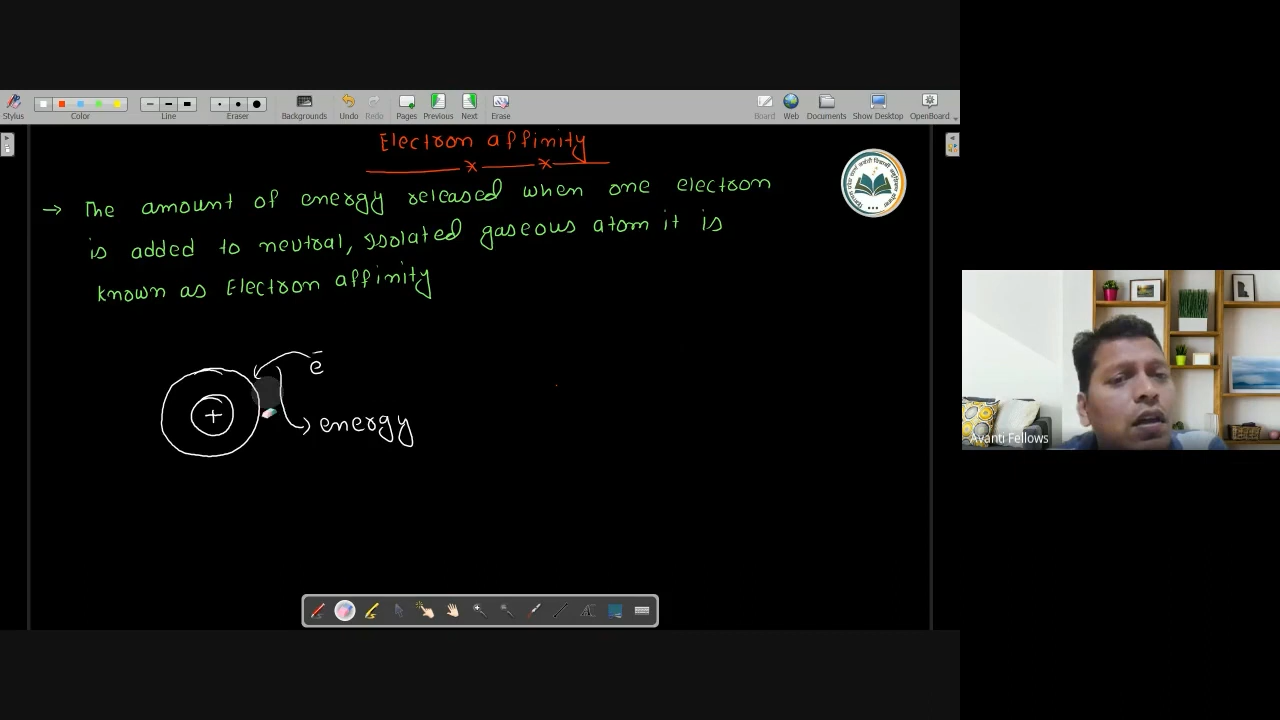 Stylus
Color
Line
Eraser
Backgrounds
Undo
Redo
Pages
Previous
Next
Erase
Board
Web
Documents
Show Desktop
OpenBoard
Electron affinity
→ The amount of energy released when one electron
is added to neutral, isolated gaseous atom it is
known as Electron affinity
e⁻
+
energy
Avanti Fellows